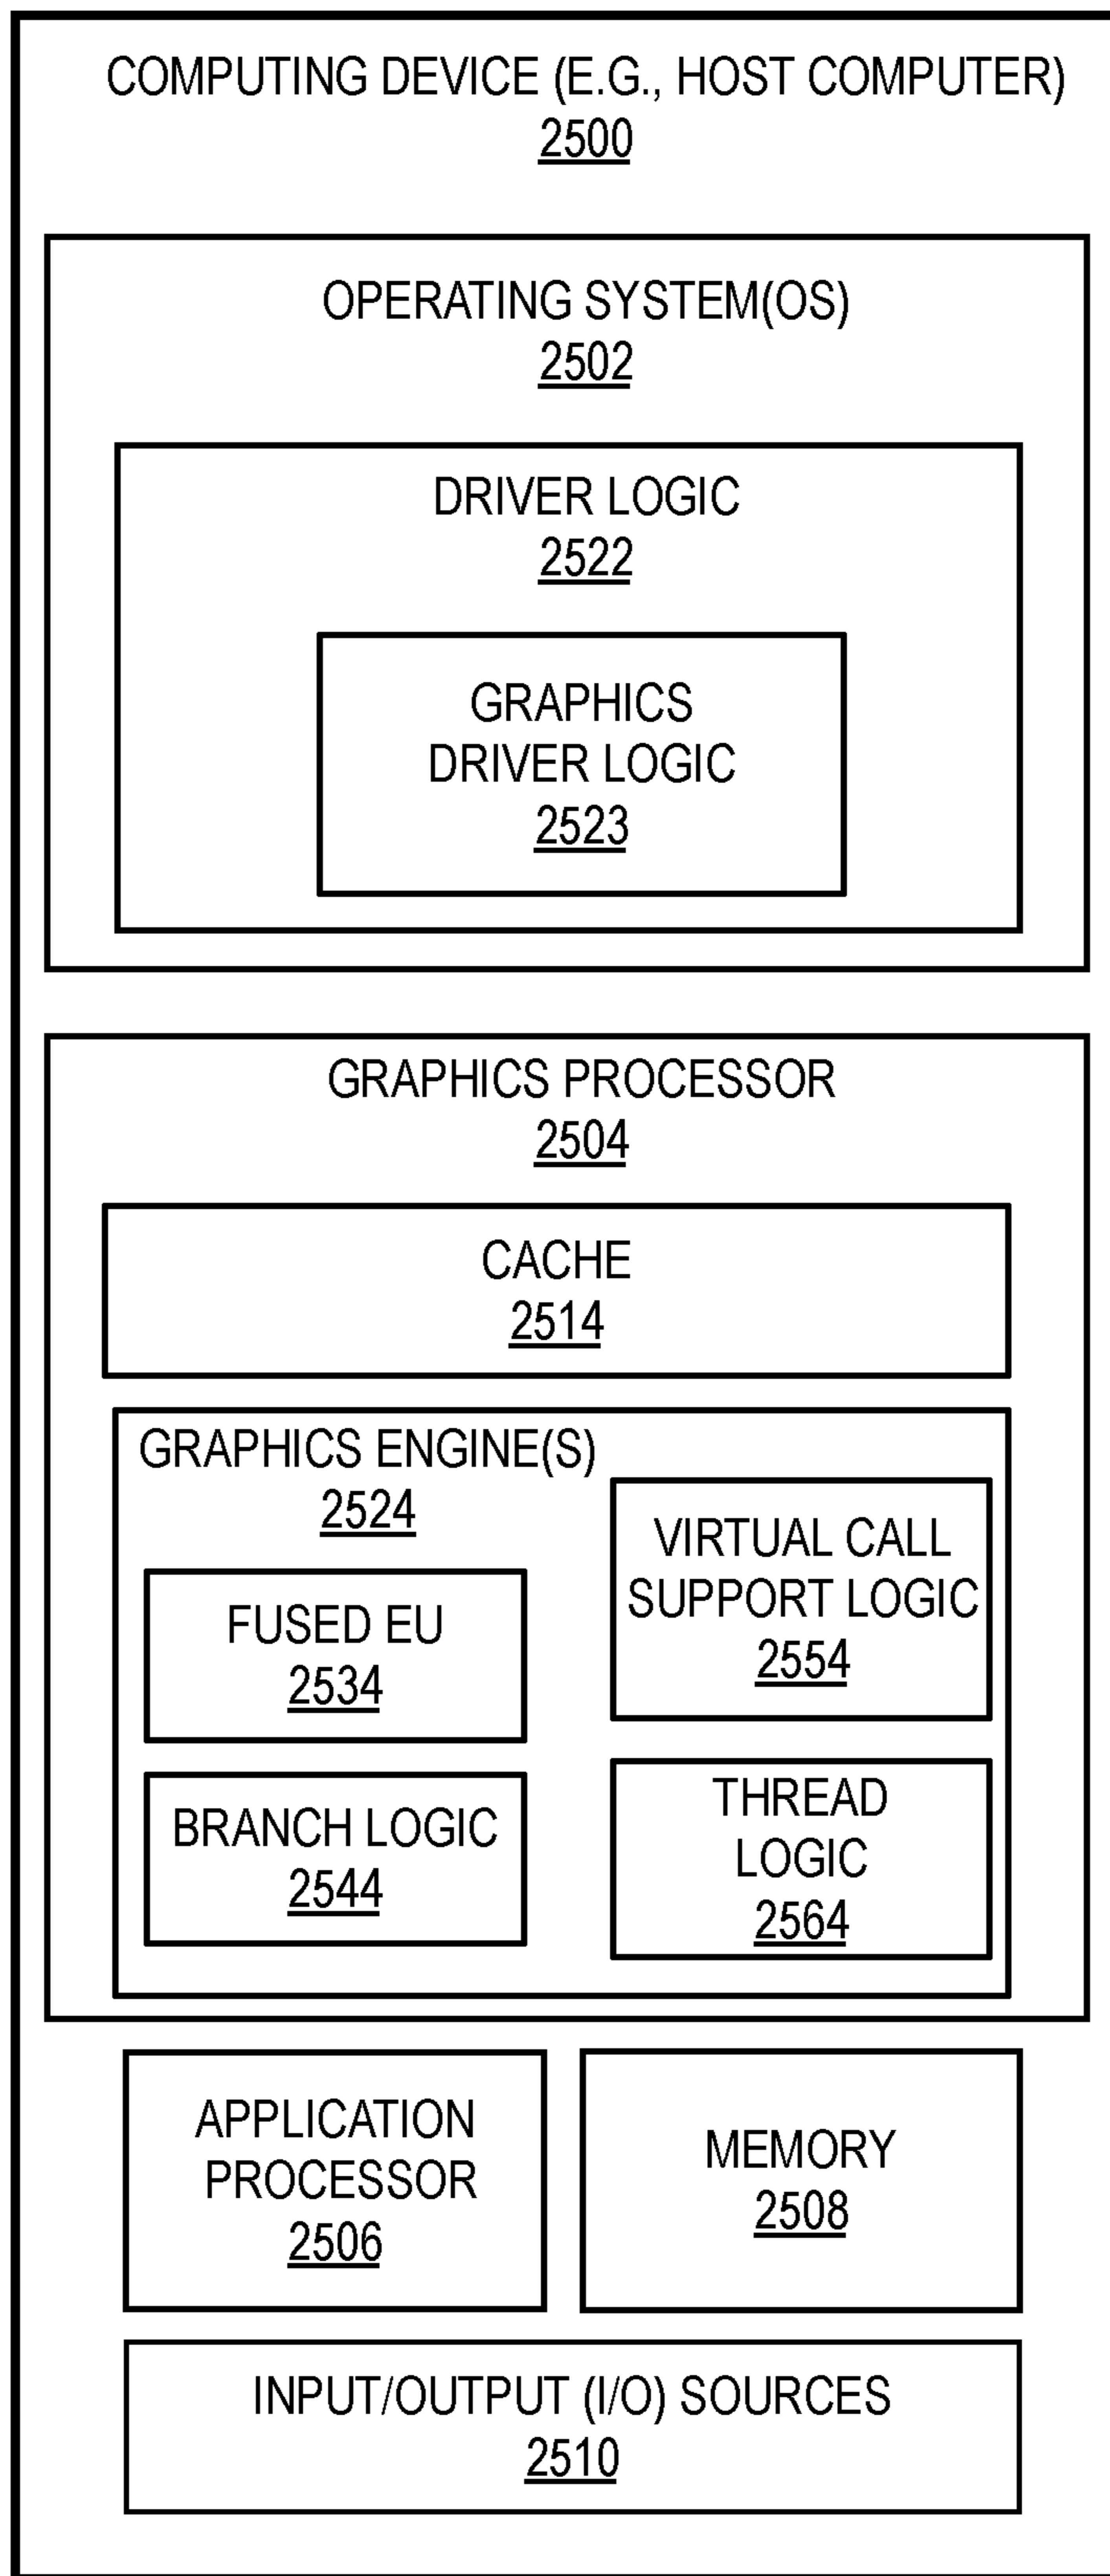 COMPUTING DEVICE (E.G., HOST COMPUTER)
2500
OPERATING SYSTEM(OS)
2502
DRIVER LOGIC
2522
GRAPHICS
DRIVER LOGIC
2523
GRAPHICS PROCESSOR
2504
CACHE
2514
GRAPHICS ENGINE(S)
2524
FUSED EU
2534
BRANCH LOGIC
2544
VIRTUAL CALL
SUPPORT LOGIC
2554
THREAD
LOGIC
2564
APPLICATION
PROCESSOR
2506
MEMORY
2508
INPUT/OUTPUT (I/O) SOURCES
2510